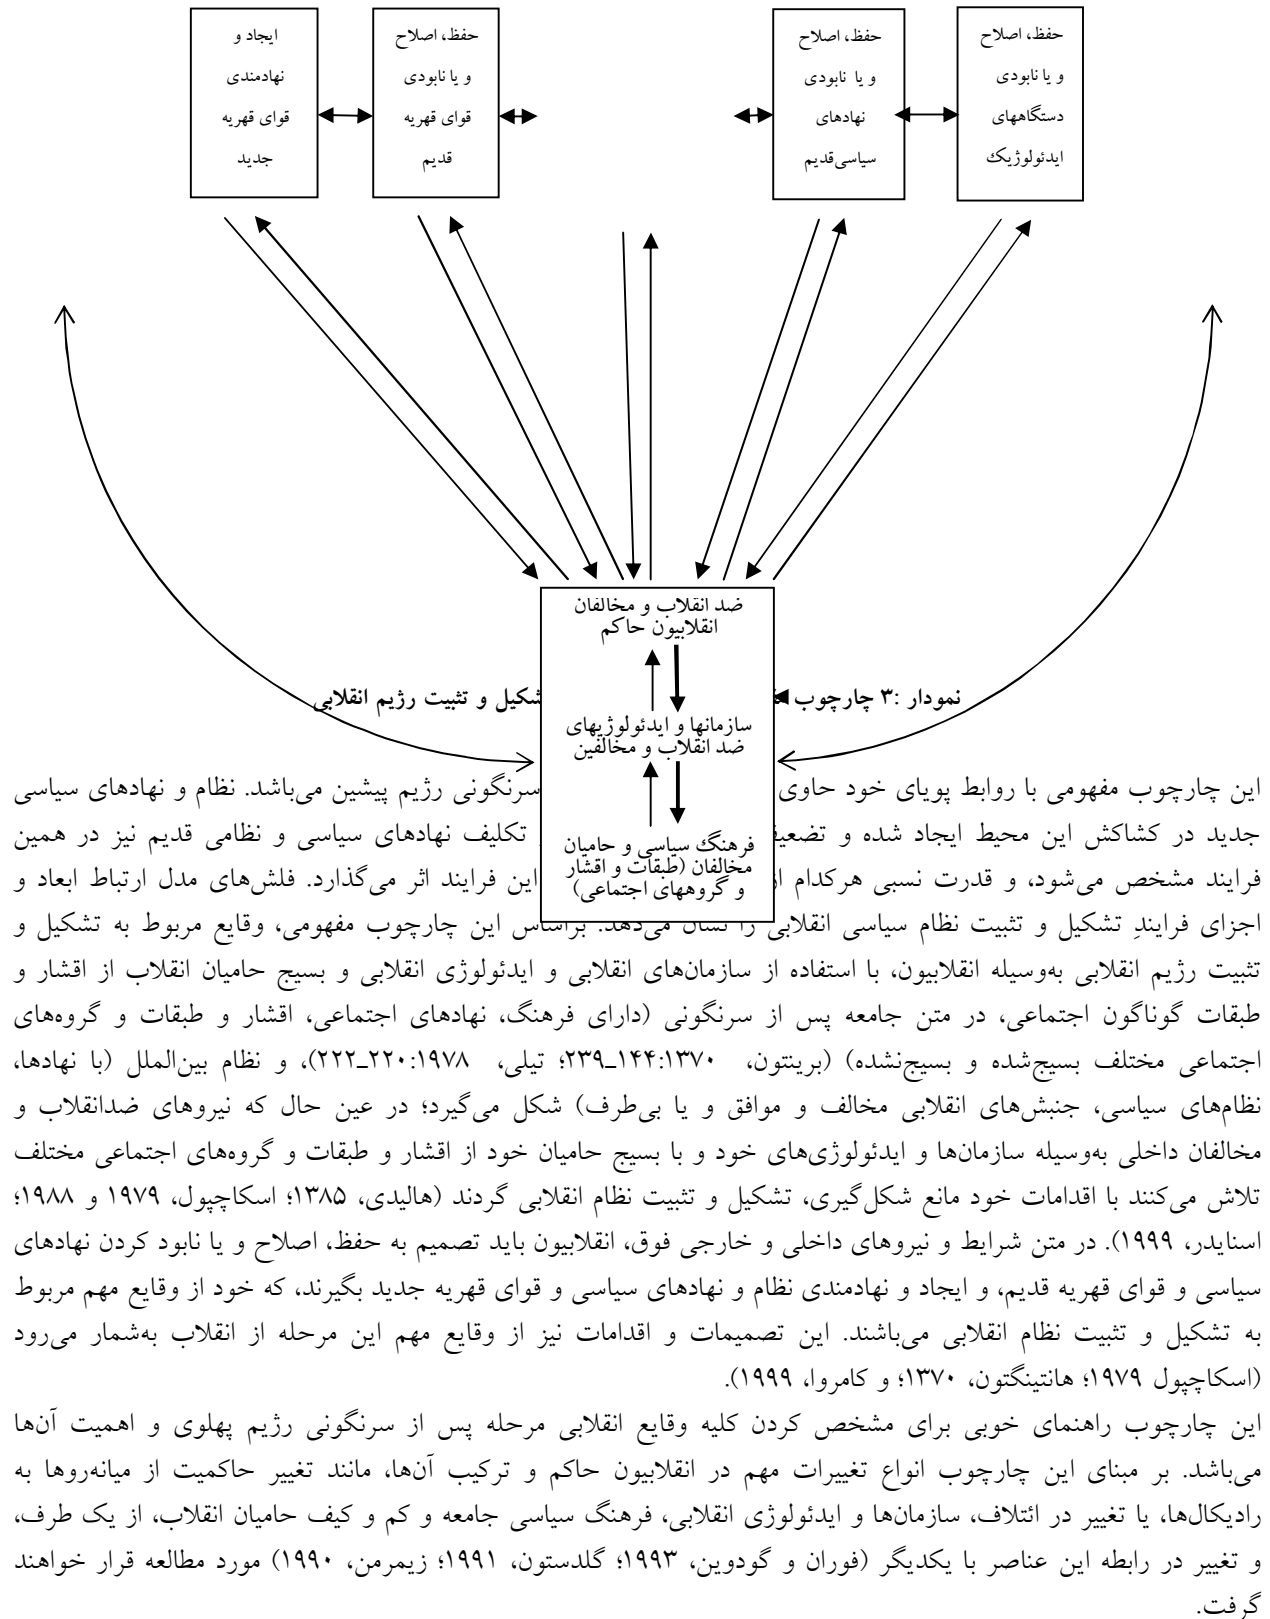 حفظ، اصلاح
و یا نابودی
دستگاههای
ایدئولوژیک
حفظ، اصلاح
و یا نابودی
نهادهای
سیاسی‌قدیم
حفظ، اصلاح
و یا نابودی
قوای قهریه
قدیم
ایجاد و
نهادمندی
قوای قهریه
جدید
ضد انقلاب و مخالفان
انقلابیون حاکم
سازمانها و ایدئولوژیهای
ضد انقلاب و مخالفین
فرهنگ سیاسی و حامیان
مخالفان (طبقات و اقشار
و گروههای اجتماعی)
نمودار :۳ چارچوب شکیل و تثبیت رژیم انقلابی
این چارچوب مفهومی با روابط پویای خود حاوی سرنگونی رژیم پیشین می‌باشد. نظام و نهادهای سیاسی
جدید در کشاکش این محیط ایجاد شده و تضعیف تکلیف نهادهای سیاسی و نظامی قدیم نیز در همین
فرایند مشخص می‌شود، و قدرت نسبی هرکدام از این فرایند اثر می‌گذارد. فلش‌های مدل ارتباط ابعاد و
اجزای فرایندِ تشکیل و تثبیت نظام سیاسی انقلابی را نشان می‌دهد. براساس این چارچوب مفهومی، وقایع مربوط به تشکیل و
تثبیت رژیم انقلابی به‌وسیله انقلابیون، با استفاده از سازمان‌های انقلابی و ایدئولوژی انقلابی و بسیج حامیان انقلاب از اقشار و
طبقات گوناگون اجتماعی، در متن جامعه پس از سرنگونی (دارای فرهنگ، نهادهای اجتماعی، اقشار و طبقات و گروه‌های
اجتماعی مختلف بسیج‌شده و بسیج‌نشده) (برینتون، ۱۴۴:۱۳۷۰ـ۲۳۹؛ تیلی، ۲۲۰:۱۹۷۸ـ۲۲۲)، و نظام بین‌الملل (با نهادها،
نظام‌های سیاسی، جنبش‌های انقلابی مخالف و موافق و یا بی‌طرف) شکل می‌گیرد؛ در عین حال که نیروهای ضدانقلاب و
مخالفان داخلی به‌وسیله سازمان‌ها و ایدئولوژی‌های خود و با بسیج حامیان خود از اقشار و طبقات و گروه‌های اجتماعی مختلف
تلاش می‌کنند با اقدامات خود مانع شکل‌گیری، تشکیل و تثبیت نظام انقلابی گردند (هالیدی، ۱۳۸۵؛ اسکاچپول، ۱۹۷۹ و ۱۹۸۸؛
اسنایدر، ۱۹۹۹). در متن شرایط و نیروهای داخلی و خارجی فوق، انقلابیون باید تصمیم به حفظ، اصلاح و یا نابود کردن نهادهای
سیاسی و قوای قهریه قدیم، و ایجاد و نهادمندی نظام و نهادهای سیاسی و قوای قهریه جدید بگیرند، که خود از وقایع مهم مربوط
به تشکیل و تثبیت نظام انقلابی می‌باشند. این تصمیمات و اقدامات نیز از وقایع مهم این مرحله از انقلاب به‌شمار می‌رود
(اسکاچپول ۱۹۷۹؛ هانتینگتون، ۱۳۷۰؛ و کامروا، ۱۹۹۹).
این چارچوب راهنمای خوبی برای مشخص کردن کلیه وقایع انقلابی مرحله پس از سرنگونی رژیم پهلوی و اهمیت آن‌ها
می‌باشد. بر مبنای این چارچوب انواع تغییرات مهم در انقلابیون حاکم و ترکیب آن‌ها، مانند تغییر حاکمیت از میانه‌روها به
رادیکال‌ها، یا تغییر در ائتلاف، سازمان‌ها و ایدئولوژی انقلابی، فرهنگ سیاسی جامعه و کم و کیف حامیان انقلاب، از یک طرف،
و تغییر در رابطه این عناصر با یکدیگر (فوران و گودوین، ۱۹۹۳؛ گلدستون، ۱۹۹۱؛ زیمرمن، ۱۹۹۰) مورد مطالعه قرار خواهند
گرفت.